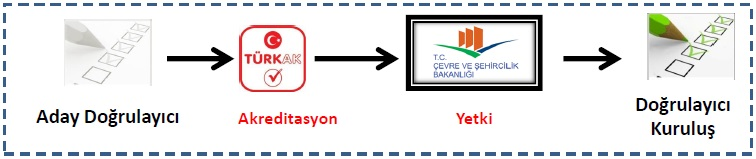 TÜRKAK
T.C.
ÇEVRE VE ŞEHİRCİLİK
BAKANLIĞI
Aday Doğrulayıcı
Akreditasyon
Yetki
Doğrulayıcı
Kuruluş